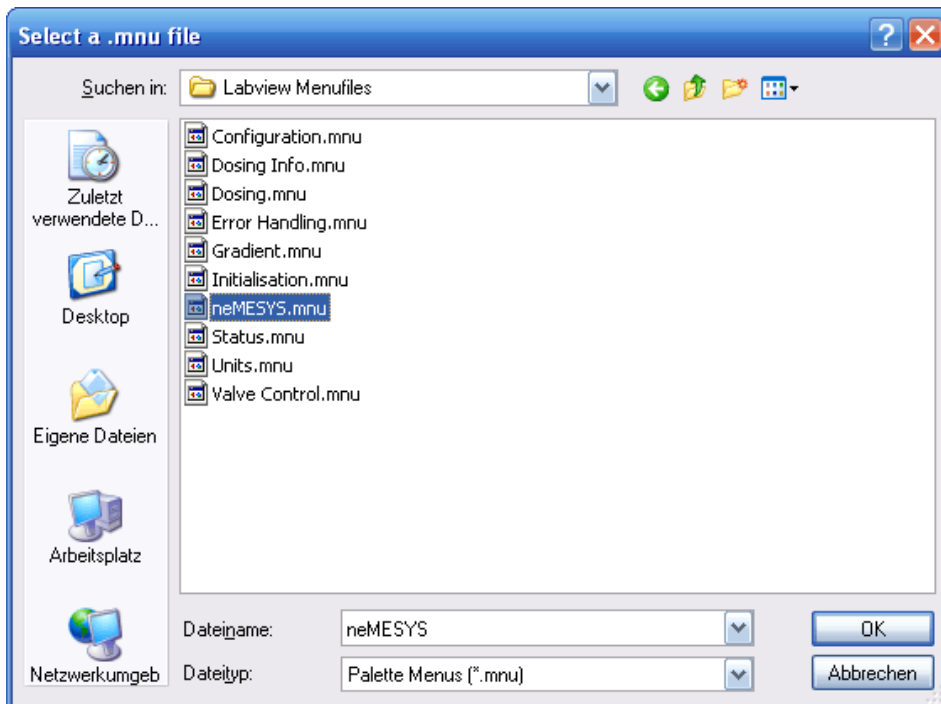 Select a .mnu file
Suchen in:
Labview Menufiles
Zuletzt
verwendete D...
Desktop
Eigene Dateien
Arbeitsplatz
Netzwerkumgeb
Configuration.mnu
Dosing Info.mnu
Dosing.mnu
Error Handling.mnu
Gradient.mnu
Initialisation.mnu
neMESYS.mnu
Status.mnu
Units.mnu
Valve Control.mnu
Dateiname:
neMESYS
OK
Dateityp:
Palette Menus (*.mnu)
Abbrechen